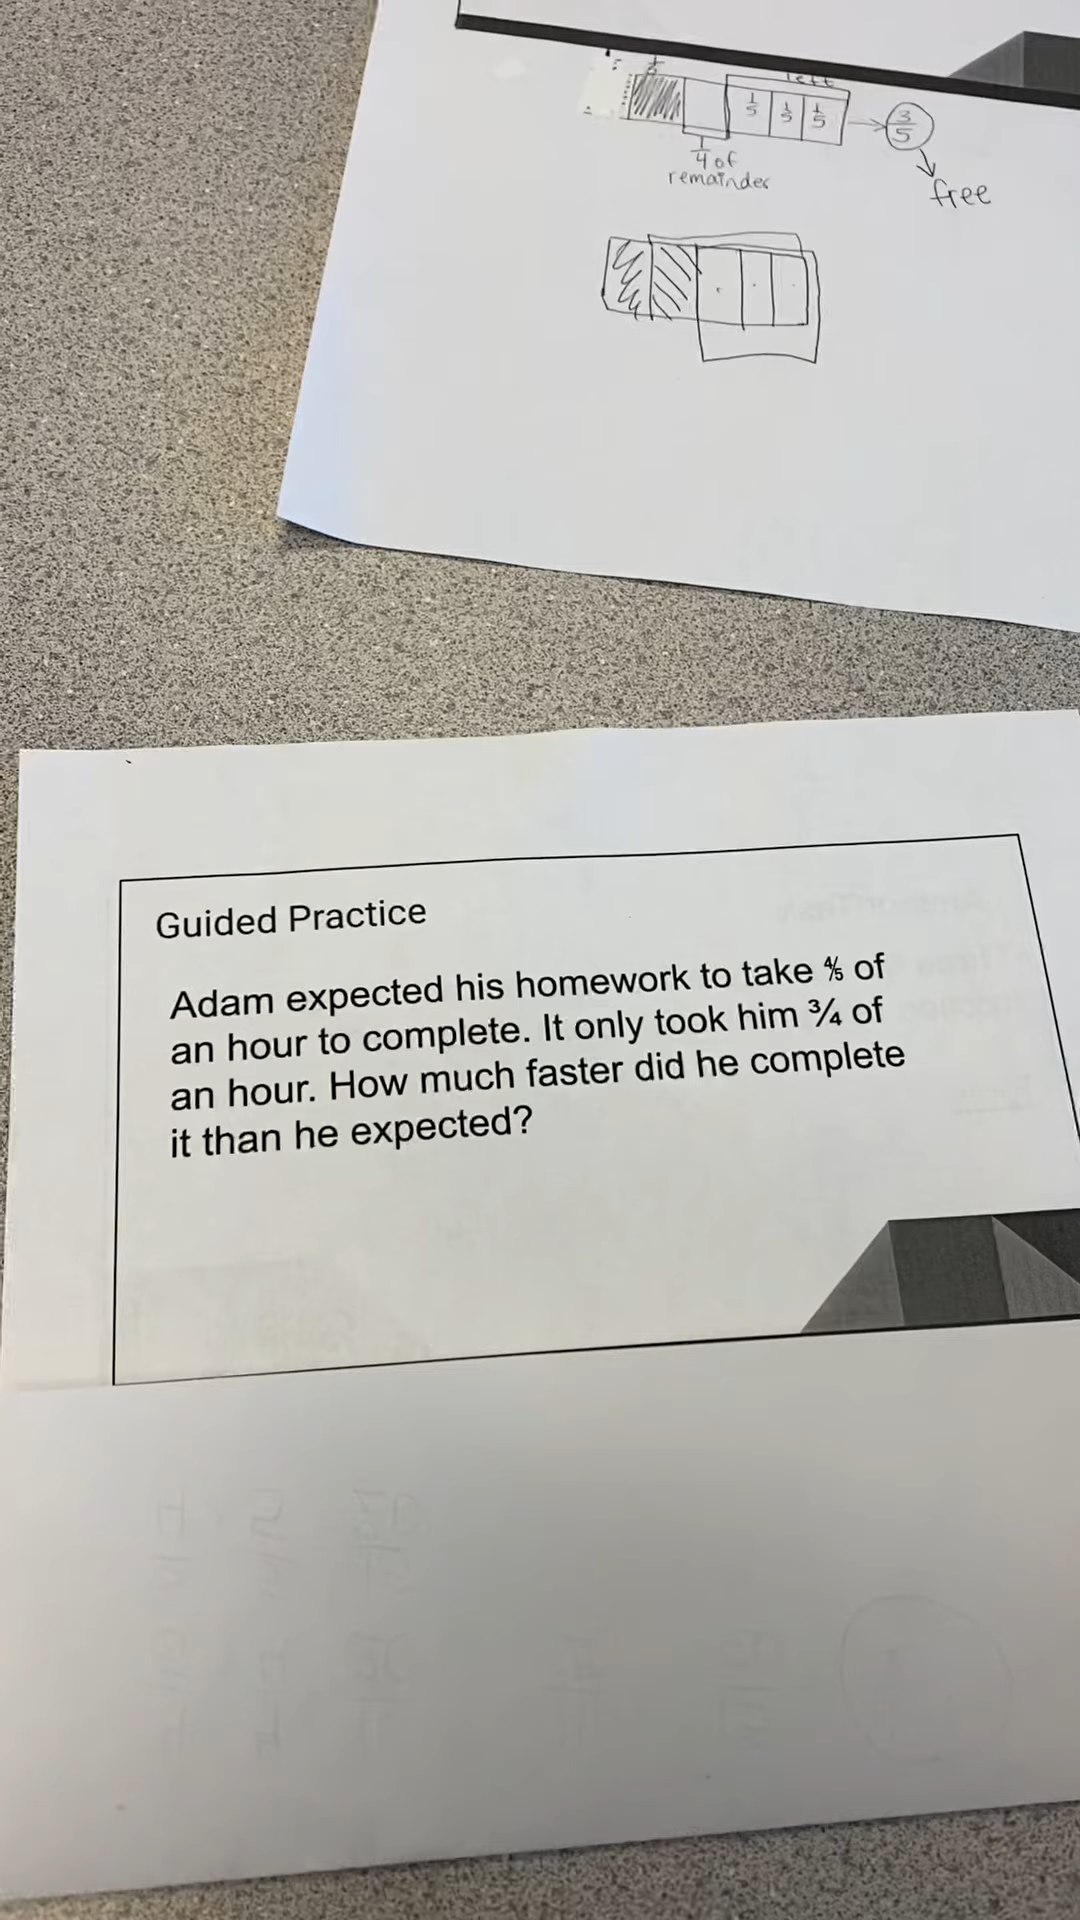 left
1/5 1/5 1/5
3/5
1/4 of
remainder
free
Guided Practice
Adam expected his homework to take ⅘ of
an hour to complete. It only took him ¾ of
an hour. How much faster did he complete
it than he expected?